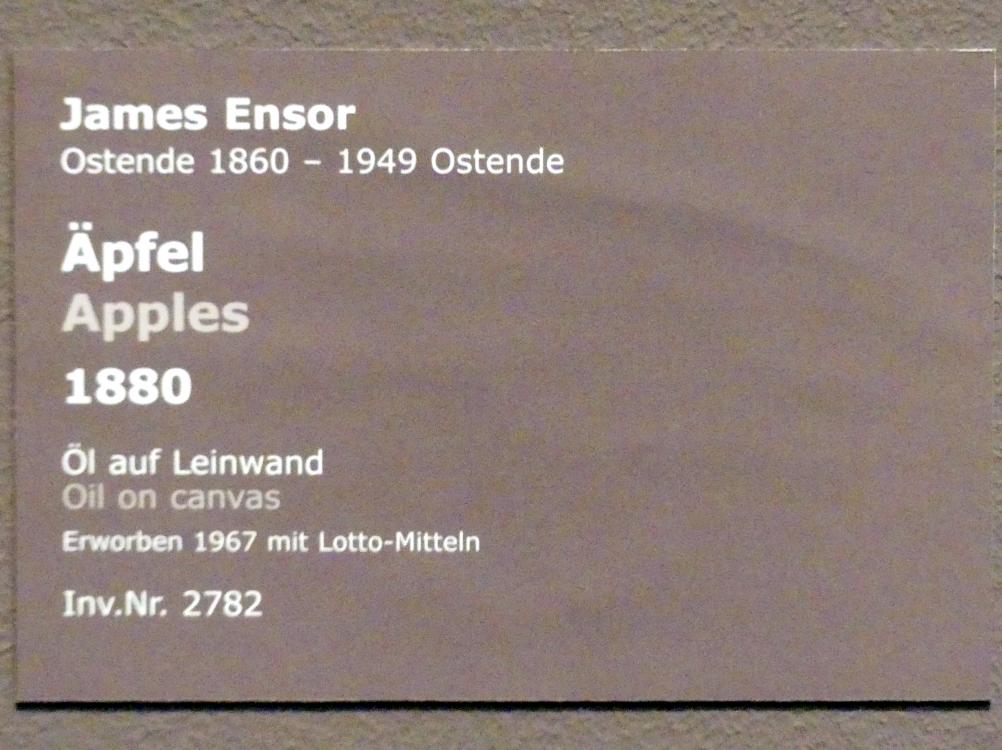 James Ensor
Ostende 1860 – 1949 Ostende
Äpfel
Apples
1880
Öl auf Leinwand
Oil on canvas
Erworben 1967 mit Lotto-Mitteln
Inv.Nr. 2782